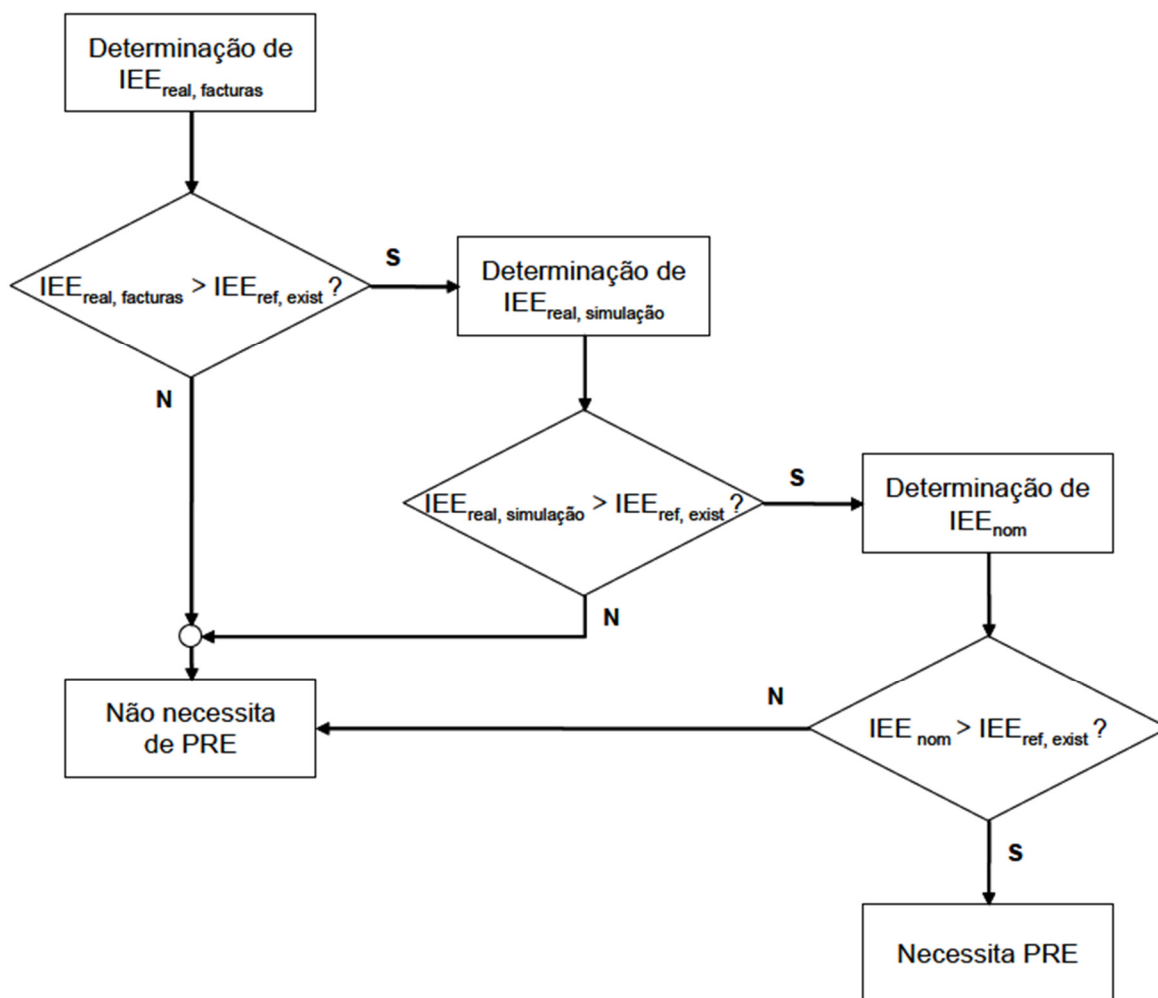 Determinação de
IEEreal, facturas
IEEreal, facturas > IEEref, exist ?
S
N
Determinação de
IEEreal, simulação
IEEreal, simulação > IEEref, exist ?
S
N
Determinação de
IEEnom
IEE nom > IEEref, exist ?
N
S
Não necessita
de PRE
Necessita PRE